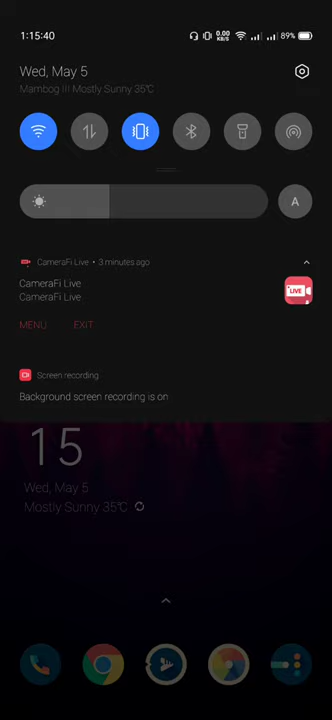 1:15:40
0.00
KB/S
89%
Wed, May 5
Mambog III Mostly Sunny 35°C
A
CameraFi Live • 3 minutes ago
CameraFi Live
CameraFi Live
LIVE
MENU EXIT
Screen recording
Background screen recording is on
15
Wed, May 5
Mostly Sunny 35°C